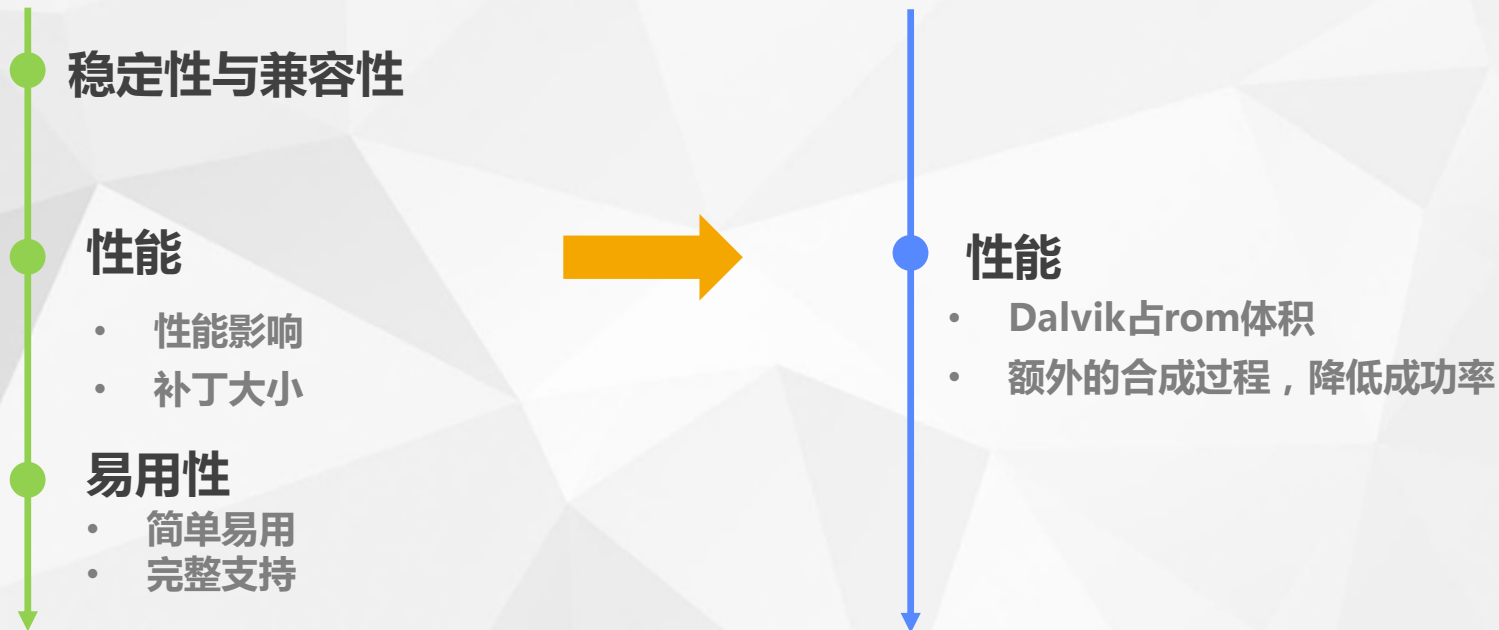 稳定性与兼容性
性能
• 性能影响
• 补丁大小
易用性
• 简单易用
• 完整支持
性能
• Dalvik占rom体积
• 额外的合成过程，降低成功率